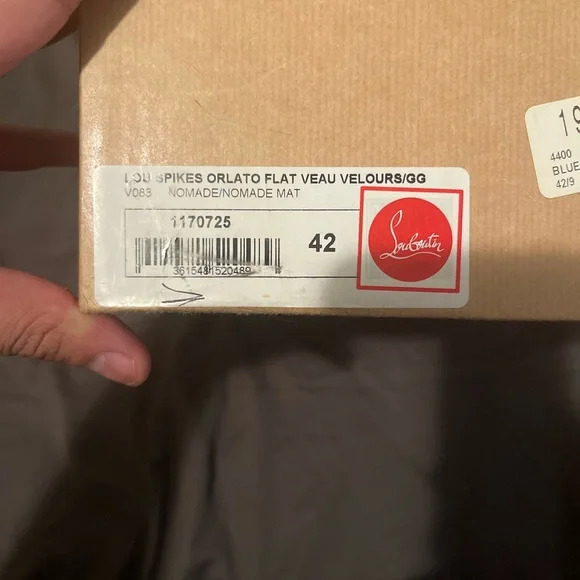 LOU SPIKES ORLATO FLAT VEAU VELOURS/GG
V083 NOMADE/NOMADE MAT
1170725
42
3615481520489
Louboutin
19
4400
BLUE
42/9